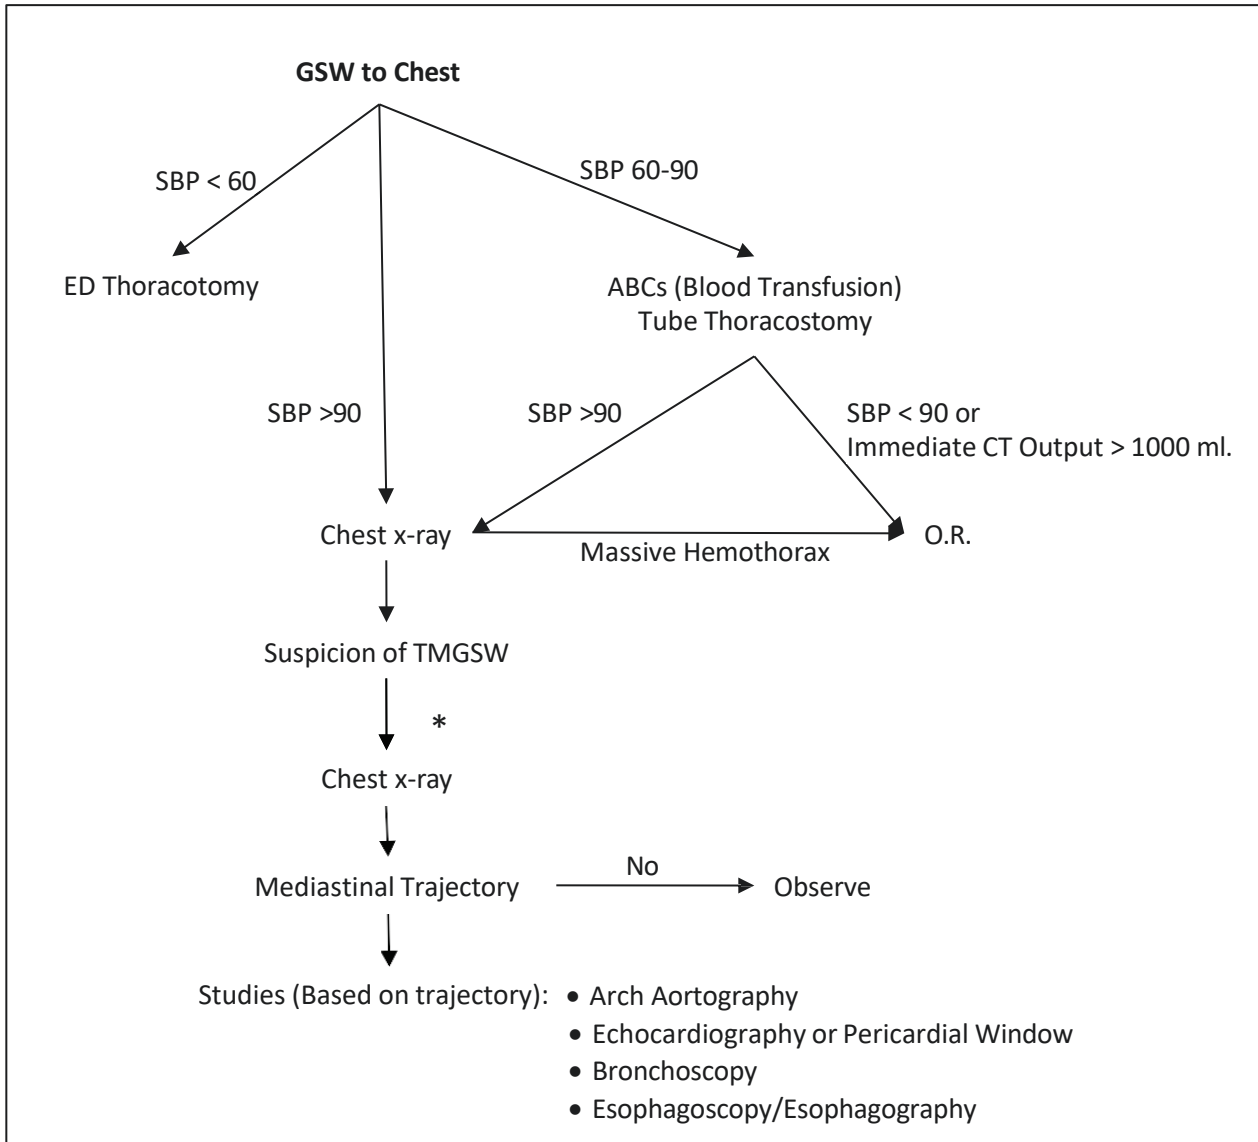 GSW to Chest
SBP < 60
SBP 60-90
ED Thoracotomy
ABCs (Blood Transfusion)
Tube Thoracostomy
SBP >90
SBP >90
SBP < 90 or
Immediate CT Output > 1000 ml.
Chest x-ray
Massive Hemothorax
O.R.
Suspicion of TMGSW
*
Chest x-ray
Mediastinal Trajectory
No
Observe
Studies (Based on trajectory):
• Arch Aortography
• Echocardiography or Pericardial Window
• Bronchoscopy
• Esophagoscopy/Esophagography